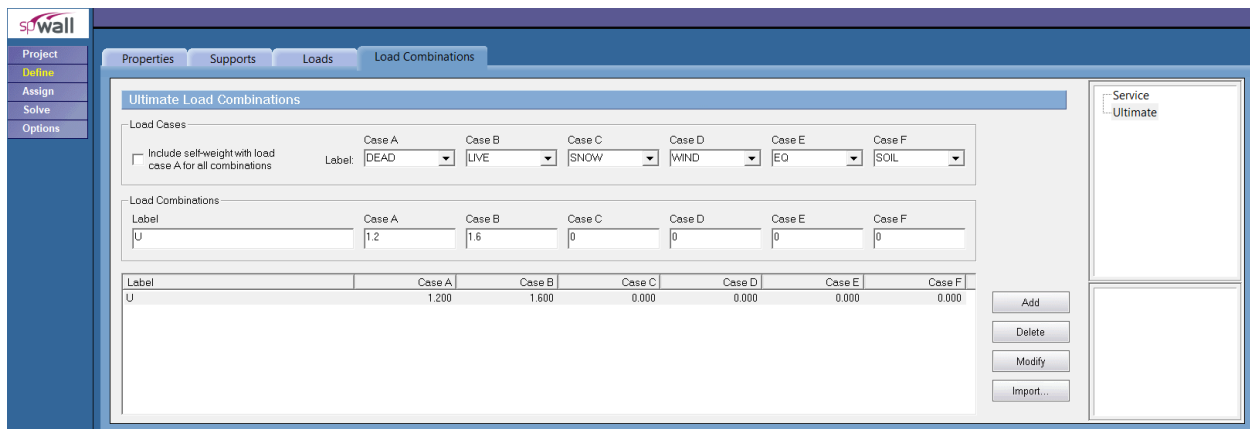 spwall
Project
Define
Assign
Solve
Options
Properties Supports Loads Load Combinations
Ultimate Load Combinations
Load Cases
Include self-weight with load
case A for all combinations
Case A Case B Case C Case D Case E Case F
Label: DEAD LIVE SNOW WIND EQ SOIL
Load Combinations
Label Case A Case B Case C Case D Case E Case F
U 1.2 1.6 0 0 0 0
Label Case A Case B Case C Case D Case E Case F
U 1.200 1.600 0.000 0.000 0.000 0.000
Add
Delete
Modify
Import...
Service
Ultimate